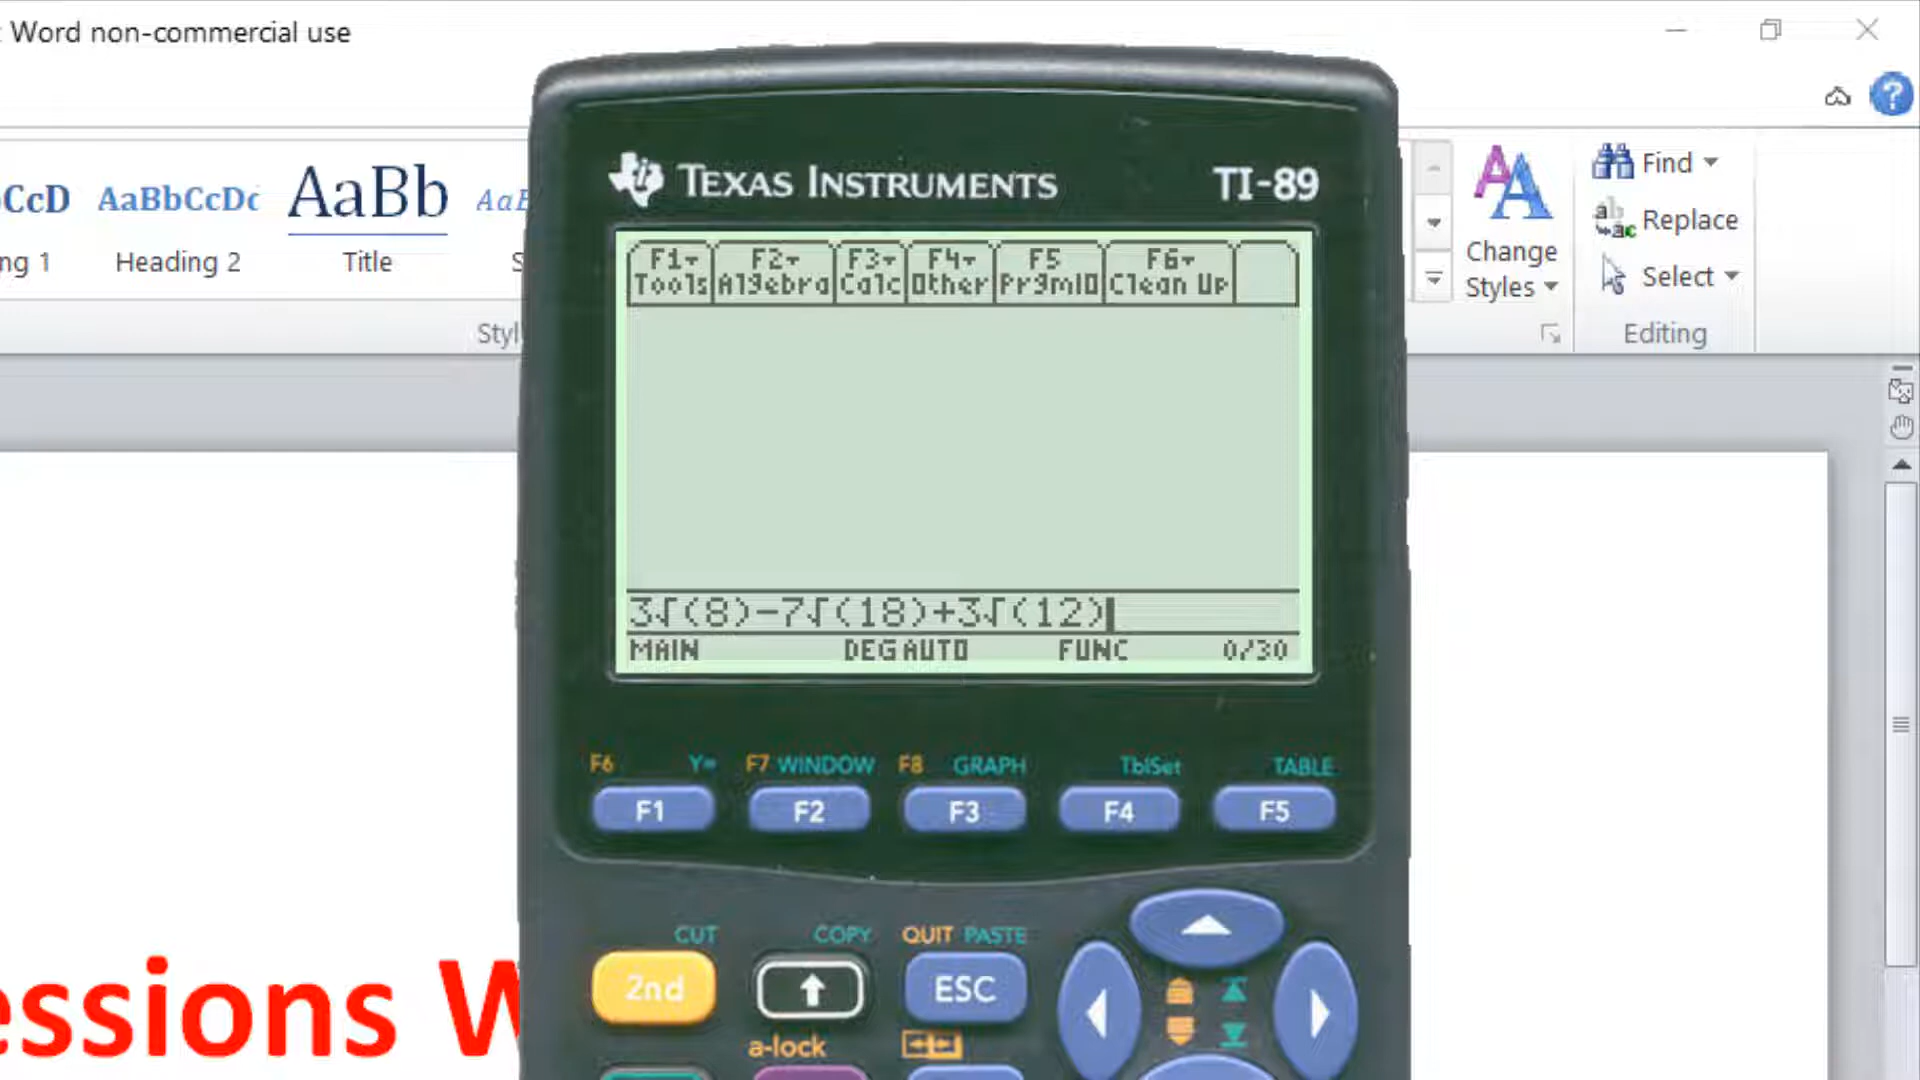 Word non-commercial use
CcD AaBbCcDc AaBb AaB
ng 1 Heading 2 Title S
Styl
Change
Styles
Find
Replace
Select
Editing
TEXAS INSTRUMENTS TI-89
F1 F2 F3 F4 F5 F6
Tools Algebra Calc Other PrgmIO Clean Up
3√(8)-7√(18)+3√(12)
MAIN DEG AUTO FUNC 0/30
F6 Y= F7 WINDOW F8 GRAPH TblSet TABLE
F1 F2 F3 F4 F5
CUT COPY QUIT PASTE
2nd ESC
a-lock
essions W